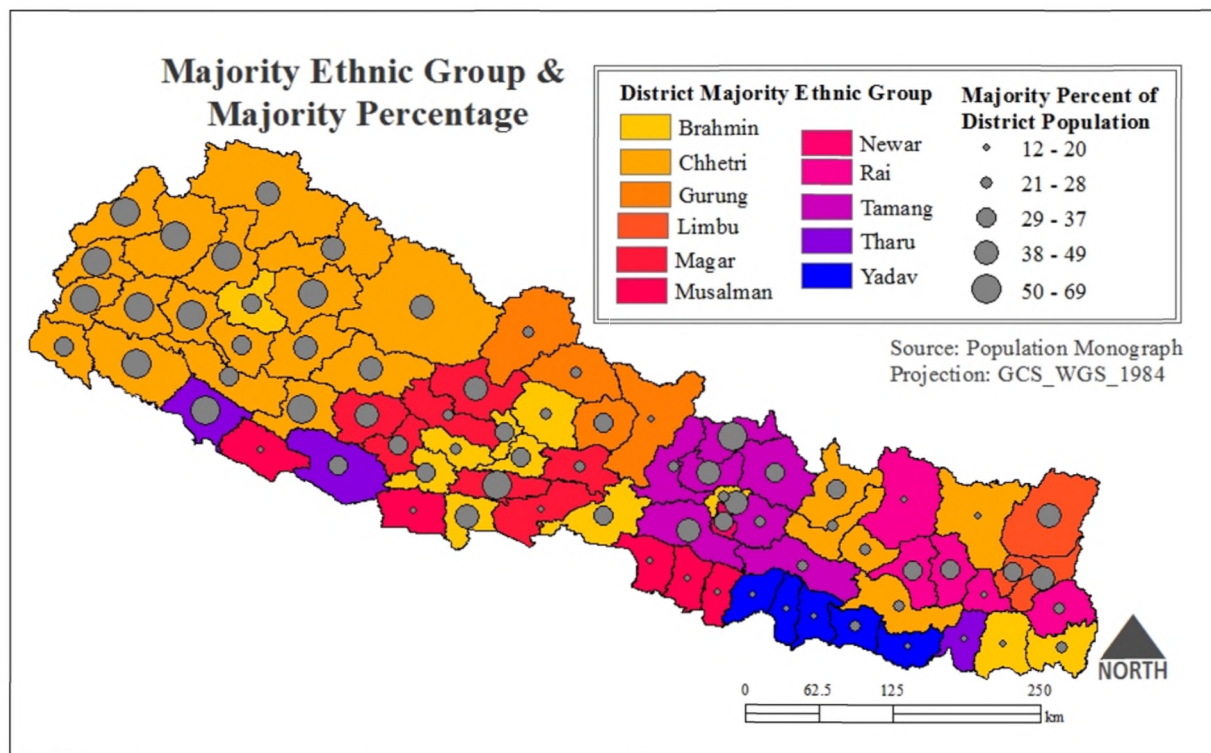 Majority Ethnic Group &
Majority Percentage
District Majority Ethnic Group
Brahmin
Chhetri
Gurung
Limbu
Magar
Musalman
Newar
Rai
Tamang
Tharu
Yadav
Majority Percent of
District Population
12 - 20
21 - 28
29 - 37
38 - 49
50 - 69
Source: Population Monograph
Projection: GCS_WGS_1984
NORTH
0 62.5 125 250
km